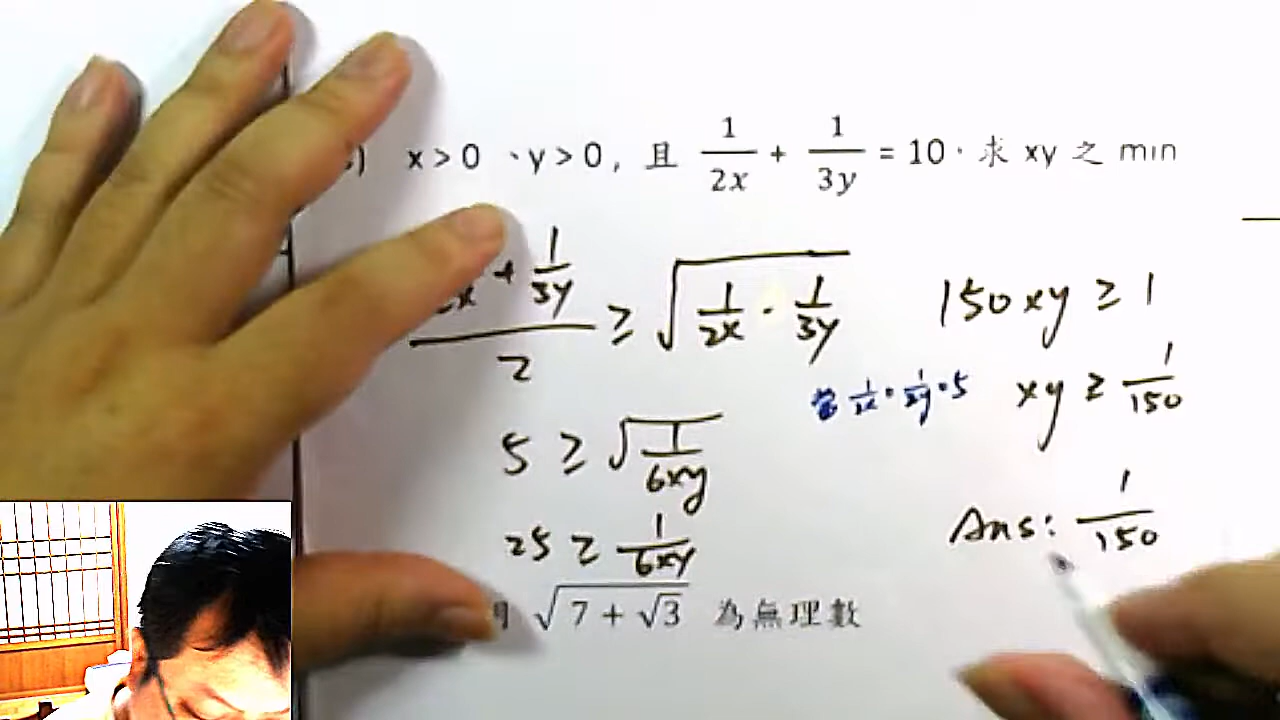 ) x > 0 、y > 0, 且 1/2x + 1/3y = 10，求 xy 之 min
+ 1/3y / 2 ≥ √(1/2x · 1/3y)
5 ≥ √(1/6xy)
25 ≥ 1/6xy
150xy ≥ 1
xy ≥ 1/150
Ans: 1/150
√(7 + √3) 為無理數